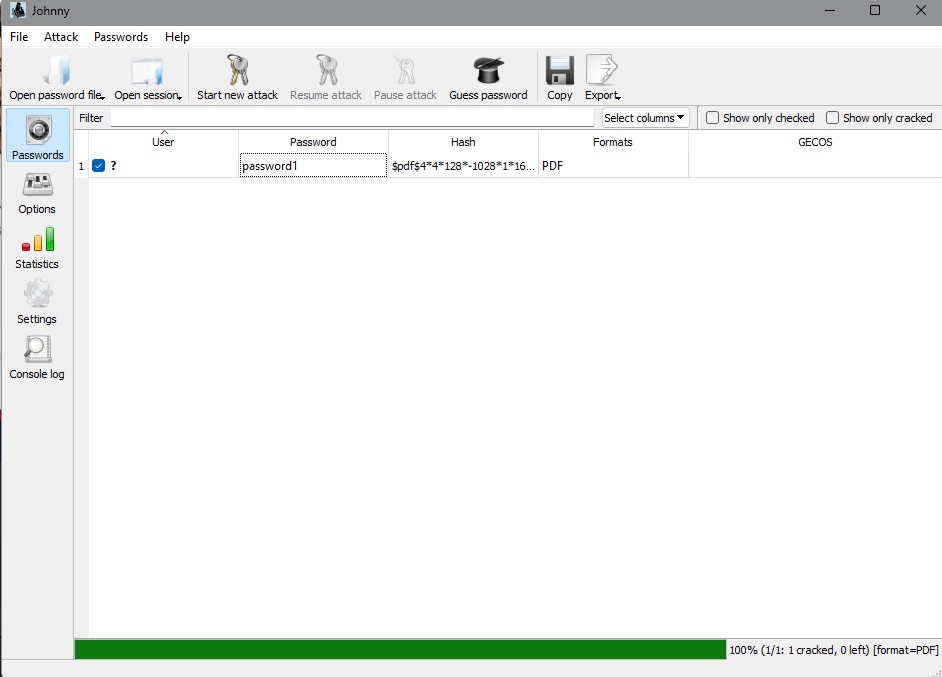 Johnny
File Attack Passwords Help
Open password file Open session Start new attack Resume attack Pause attack Guess password Copy Export
Passwords
Options
Statistics
Settings
Console log
Filter Select columns Show only checked Show only cracked
User Password Hash Formats GECOS
1 ? password1 $pdf$4*4*128*-1028*1*16... PDF
100% (1/1: 1 cracked, 0 left) [format=PDF]